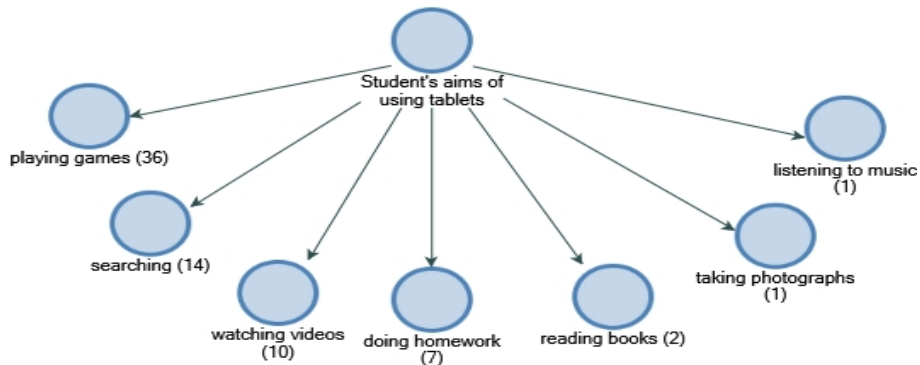 Student's aims of
using tablets
playing games (36)
listening to music
(1)
searching (14)
taking photographs
(1)
watching videos
(10)
doing homework
(7)
reading books (2)